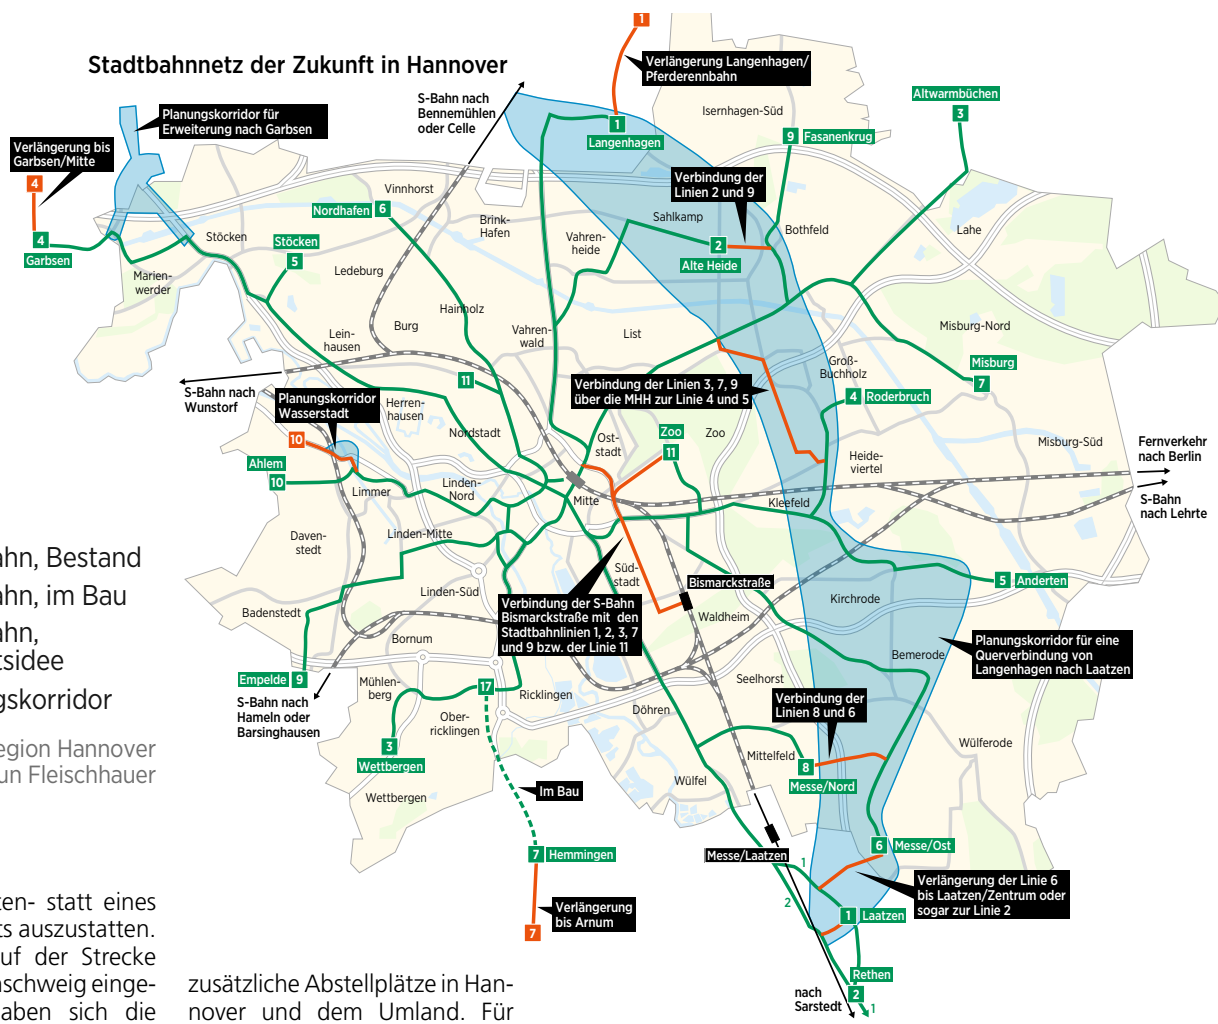 Stadtbahnnetz der Zukunft in Hannover
1
Verlängerung Langenhagen/
Pferderennbahn
S-Bahn nach
Bennemühlen
oder Celle
Planungskorridor für
Erweiterung nach Garbsen
Isernhagen-Süd
Altwarmbüchen
3
1
Langenhagen
9
Fasanenkrug
Verlängerung bis
Garbsen/Mitte
4
Vinnhorst
Verbindung der
Linien 2 und 9
Nordhafen
6
Brink-
Hafen
Sahlkamp
Bothfeld
Lahe
4
Garbsen
Stöcken
Stöcken
5
Vahren-
heide
2
Alte Heide
Marien-
werder
Ledeburg
Hainholz
Burg
Lein-
hausen
Vahren-
wald
List
Misburg-Nord
S-Bahn nach
Wunstorf
11
Verbindung der Linien 3, 7, 9
über die MHH zur Linie 4 und 5
Groß-
Buchholz
Misburg
7
Planungskorridor
Wasserstadt
Herren-
hausen
4
Roderbruch
10
Nordstadt
Ost-
stadt
Zoo
11
Zoo
Misburg-Süd
Fernverkehr
nach Berlin
Ahlem
10
Limmer
Linden-
Nord
Mitte
Heide-
viertel
S-Bahn
nach Lehrte
Kleefeld
Daven-
stedt
Linden-Mitte
ahn, Bestand
ahn, im Bau
ahn,
tsidee
gskorridor
egion Hannover
un Fleischhauer
Süd-
stadt
Bismarckstraße
5
Anderten
Linden-Süd
Verbindung der S-Bahn
Bismarckstraße mit den
Stadtbahnlinien 1, 2, 3, 7
und 9 bzw. der Linie 11
Kirchrode
Badenstedt
Waldheim
Bornum
Bemerode
Planungskorridor für eine
Querverbindung von
Langenhagen nach Laatzen
Empelde
9
Mühlen-
berg
17
Ricklingen
Seelhorst
S-Bahn nach
Hameln oder
Barsinghausen
Ober-
ricklingen
Döhren
Verbindung der
Linien 8 und 6
3
Wettbergen
Mittelfeld
8
Messe/Nord
Wülferode
Wettbergen
Wülfel
Im Bau
7
Hemmingen
Messe/Laatzen
1
2
6
Messe/Ost
Verlängerung der Linie 6
bis Laatzen/Zentrum oder
sogar zur Linie 2
Verlängerung
bis Arnum
7
1
Laatzen
Rethen
2
1
nach
Sarstedt
ten- statt eines
ts auszustatten.
uf der Strecke
nschweig einge-
aben sich die
zusätzliche Abstellplätze in Han-
nover und dem Umland. Für